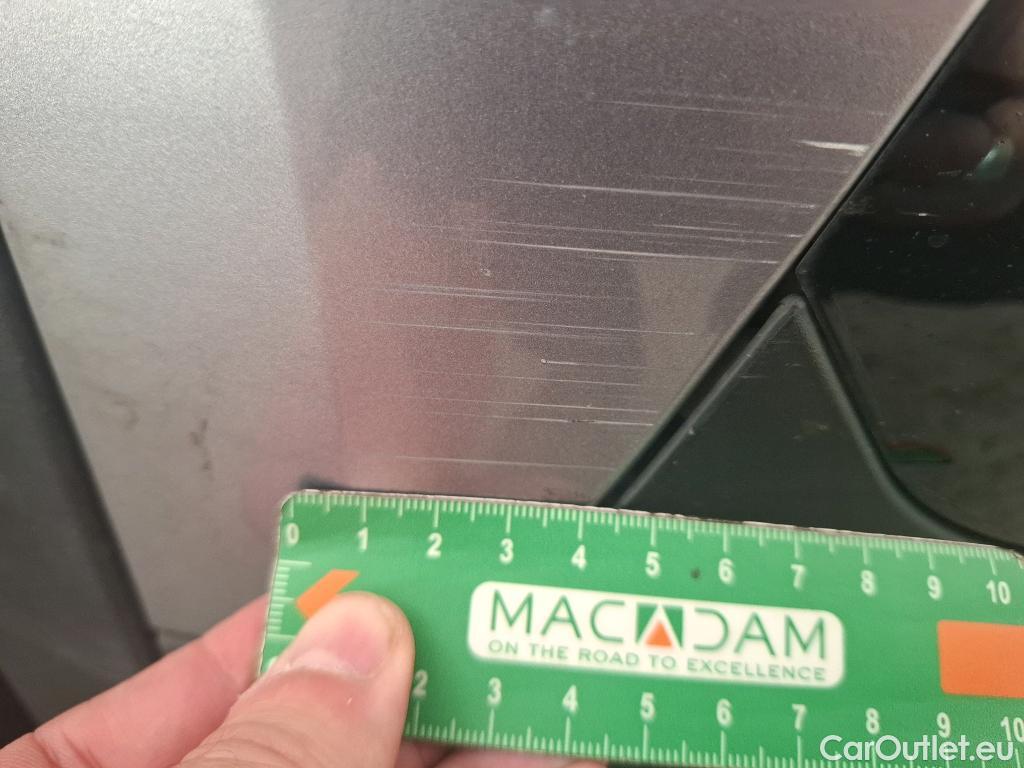 0 1 2 3 4 5 6 7 8 9 10
MACADAM
ON THE ROAD TO EXCELLENCE
2 3 4 5 6 7 8 9 10
CarOutlet.eu